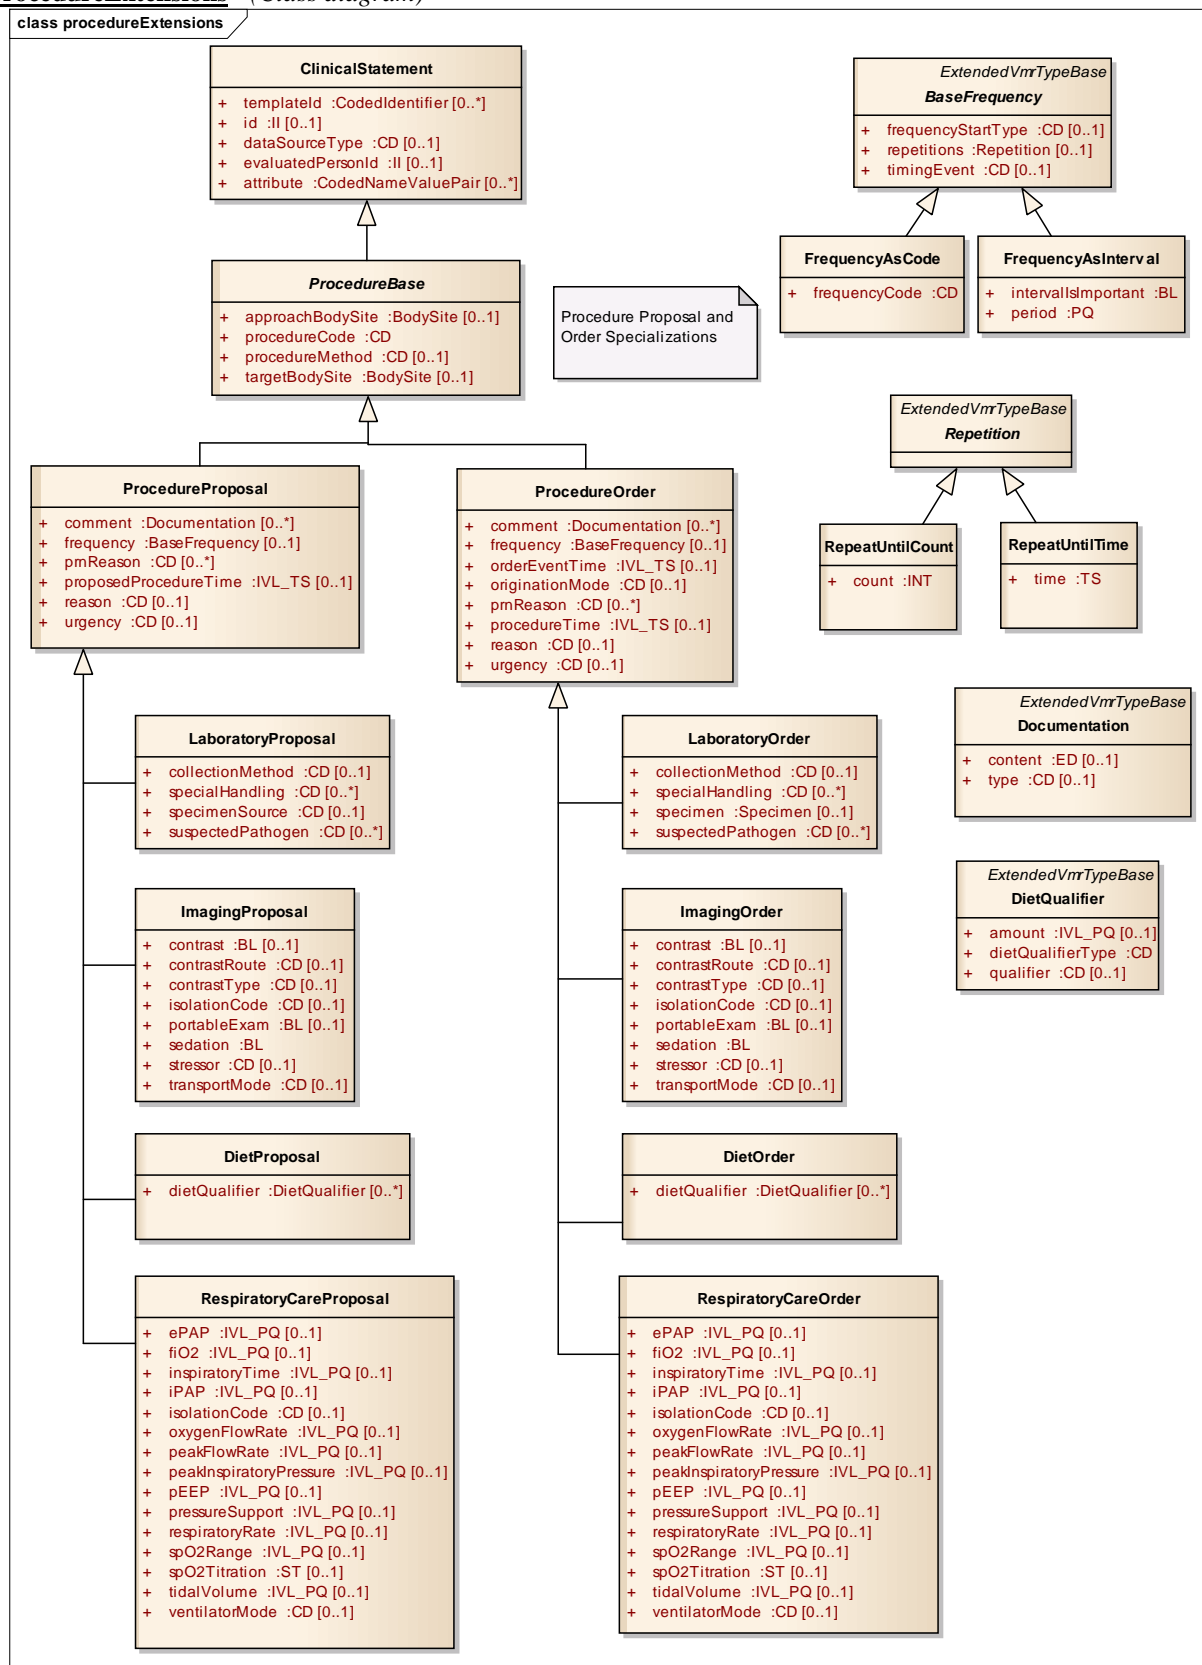 ProcedureExtensions (Class diagram)
class procedureExtensions
ClinicalStatement
+ templateId :CodedIdentifier [0..*]
+ id :II [0..1]
+ dataSourceType :CD [0..1]
+ evaluatedPersonId :II [0..1]
+ attribute :CodedNameValuePair [0..*]
ExtendedVmrTypeBase
BaseFrequency
+ frequencyStartType :CD [0..1]
+ repetitions :Repetition [0..1]
+ timingEvent :CD [0..1]
FrequencyAsCode
+ frequencyCode :CD
FrequencyAsInterval
+ intervalIsImportant :BL
+ period :PQ
ProcedureBase
+ approachBodySite :BodySite [0..1]
+ procedureCode :CD
+ procedureMethod :CD [0..1]
+ targetBodySite :BodySite [0..1]
Procedure Proposal and
Order Specializations
ExtendedVmrTypeBase
Repetition
RepeatUntilCount
+ count :INT
RepeatUntilTime
+ time :TS
ProcedureProposal
+ comment :Documentation [0..*]
+ frequency :BaseFrequency [0..1]
+ prnReason :CD [0..*]
+ proposedProcedureTime :IVL_TS [0..1]
+ reason :CD [0..1]
+ urgency :CD [0..1]
ProcedureOrder
+ comment :Documentation [0..*]
+ frequency :BaseFrequency [0..1]
+ orderEventTime :IVL_TS [0..1]
+ originationMode :CD [0..1]
+ prnReason :CD [0..*]
+ procedureTime :IVL_TS [0..1]
+ reason :CD [0..1]
+ urgency :CD [0..1]
ExtendedVmrTypeBase
Documentation
+ content :ED [0..1]
+ type :CD [0..1]
ExtendedVmrTypeBase
DietQualifier
+ amount :IVL_PQ [0..1]
+ dietQualifierType :CD
+ qualifier :CD [0..1]
LaboratoryProposal
+ collectionMethod :CD [0..1]
+ specialHandling :CD [0..*]
+ specimenSource :CD [0..1]
+ suspectedPathogen :CD [0..*]
LaboratoryOrder
+ collectionMethod :CD [0..1]
+ specialHandling :CD [0..*]
+ specimen :Specimen [0..1]
+ suspectedPathogen :CD [0..*]
ImagingProposal
+ contrast :BL [0..1]
+ contrastRoute :CD [0..1]
+ contrastType :CD [0..1]
+ isolationCode :CD [0..1]
+ portableExam :BL [0..1]
+ sedation :BL
+ stressor :CD [0..1]
+ transportMode :CD [0..1]
ImagingOrder
+ contrast :BL [0..1]
+ contrastRoute :CD [0..1]
+ contrastType :CD [0..1]
+ isolationCode :CD [0..1]
+ portableExam :BL [0..1]
+ sedation :BL
+ stressor :CD [0..1]
+ transportMode :CD [0..1]
DietProposal
+ dietQualifier :DietQualifier [0..*]
DietOrder
+ dietQualifier :DietQualifier [0..*]
RespiratoryCareProposal
+ ePAP :IVL_PQ [0..1]
+ fiO2 :IVL_PQ [0..1]
+ inspiratoryTime :IVL_PQ [0..1]
+ iPAP :IVL_PQ [0..1]
+ isolationCode :CD [0..1]
+ oxygenFlowRate :IVL_PQ [0..1]
+ peakFlowRate :IVL_PQ [0..1]
+ peakInspiratoryPressure :IVL_PQ [0..1]
+ pEEP :IVL_PQ [0..1]
+ pressureSupport :IVL_PQ [0..1]
+ respiratoryRate :IVL_PQ [0..1]
+ spO2Range :IVL_PQ [0..1]
+ spO2Titration :ST [0..1]
+ tidalVolume :IVL_PQ [0..1]
+ ventilatorMode :CD [0..1]
RespiratoryCareOrder
+ ePAP :IVL_PQ [0..1]
+ fiO2 :IVL_PQ [0..1]
+ inspiratoryTime :IVL_PQ [0..1]
+ iPAP :IVL_PQ [0..1]
+ isolationCode :CD [0..1]
+ oxygenFlowRate :IVL_PQ [0..1]
+ peakFlowRate :IVL_PQ [0..1]
+ peakInspiratoryPressure :IVL_PQ [0..1]
+ pEEP :IVL_PQ [0..1]
+ pressureSupport :IVL_PQ [0..1]
+ respiratoryRate :IVL_PQ [0..1]
+ spO2Range :IVL_PQ [0..1]
+ spO2Titration :ST [0..1]
+ tidalVolume :IVL_PQ [0..1]
+ ventilatorMode :CD [0..1]